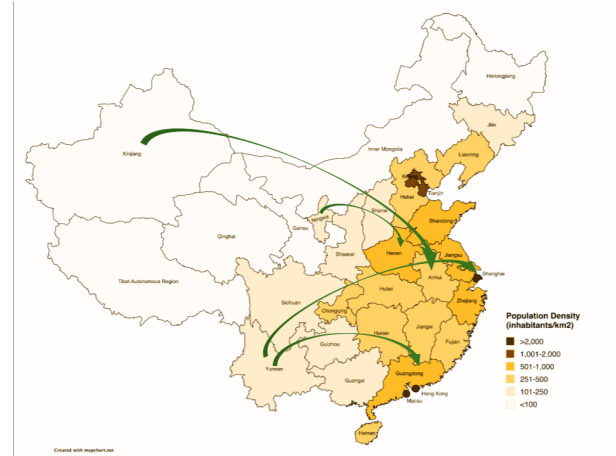 Heilongjiang
Jilin
Xinjiang
Inner Mongolia
Liaoning
Beijing
Tianjin
Hebei
Ningxia
Shanxi
Shandong
Gansu
Qinghai
Shaanxi
Henan
Jiangsu
Shanghai
Anhui
Tibet Autonomous Region
Hubei
Sichuan
Chongqing
Zhejiang
Hunan
Jiangxi
Guizhou
Fujian
Yunnan
Guangxi
Guangdong
Hong Kong
Macau
Hainan
Population Density
(inhabitants/km2)
>2,000
1,001-2,000
501-1,000
251-500
101-250
<100
Created with mapchart.net